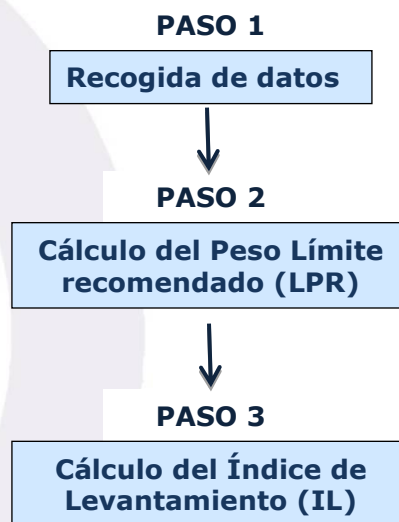 PASO 1
Recogida de datos
PASO 2
Cálculo del Peso Límite
recomendado (LPR)
PASO 3
Cálculo del Índice de
Levantamiento (IL)